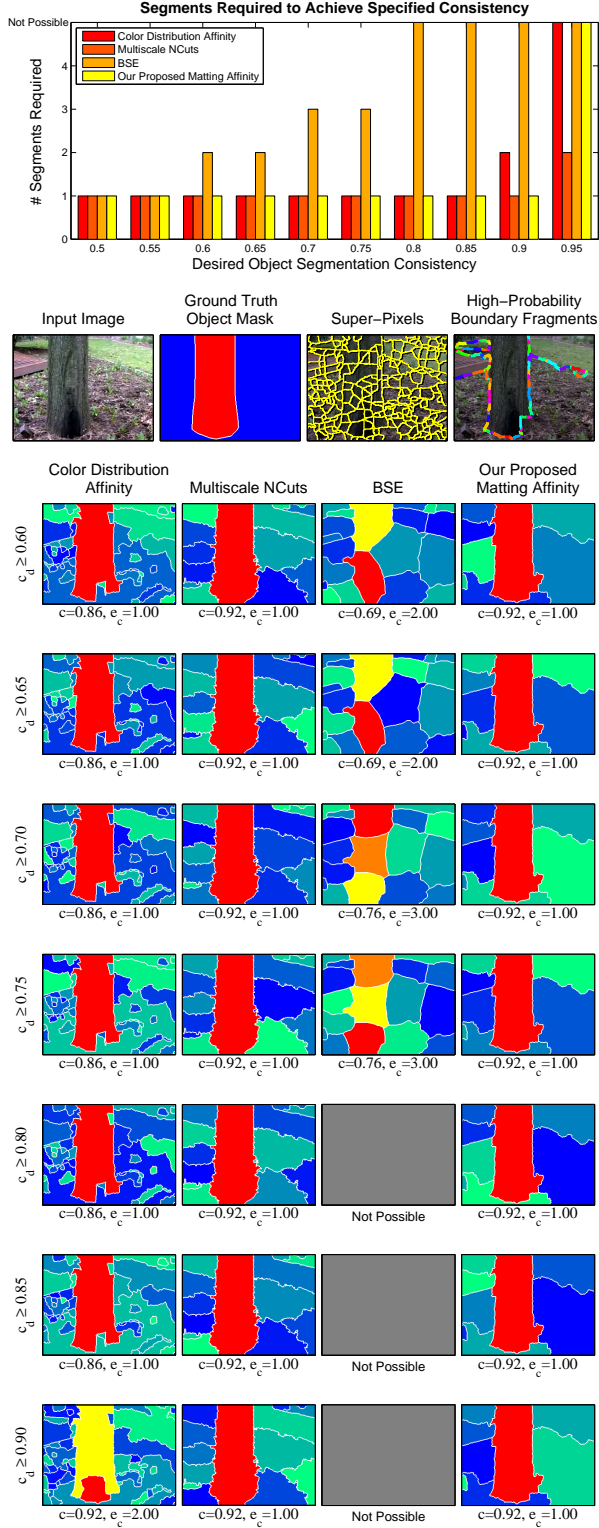 Segments Required to Achieve Specified Consistency
Not Possible
5
4
3
2
1
0
# Segments Required
Color Distribution Affinity
Multiscale NCuts
BSE
Our Proposed Matting Affinity
0.5 0.55 0.6 0.65 0.7 0.75 0.8 0.85 0.9 0.95
Desired Object Segmentation Consistency
Input Image
Ground Truth
Object Mask
Super-Pixels
High-Probability
Boundary Fragments
Color Distribution
Affinity
Multiscale NCuts
BSE
Our Proposed
Matting Affinity
c_d ≥ 0.60
c=0.86, e_c=1.00 c=0.92, e_c=1.00 c=0.69, e_c=2.00 c=0.92, e_c=1.00
c_d ≥ 0.65
c=0.86, e_c=1.00 c=0.92, e_c=1.00 c=0.69, e_c=2.00 c=0.92, e_c=1.00
c_d ≥ 0.70
c=0.86, e_c=1.00 c=0.92, e_c=1.00 c=0.76, e_c=3.00 c=0.92, e_c=1.00
c_d ≥ 0.75
c=0.86, e_c=1.00 c=0.92, e_c=1.00 c=0.76, e_c=3.00 c=0.92, e_c=1.00
c_d ≥ 0.80
c=0.86, e_c=1.00 c=0.92, e_c=1.00 Not Possible c=0.92, e_c=1.00
c_d ≥ 0.85
c=0.86, e_c=1.00 c=0.92, e_c=1.00 Not Possible c=0.92, e_c=1.00
c_d ≥ 0.90
c=0.92, e_c=2.00 c=0.92, e_c=1.00 Not Possible c=0.92, e_c=1.00